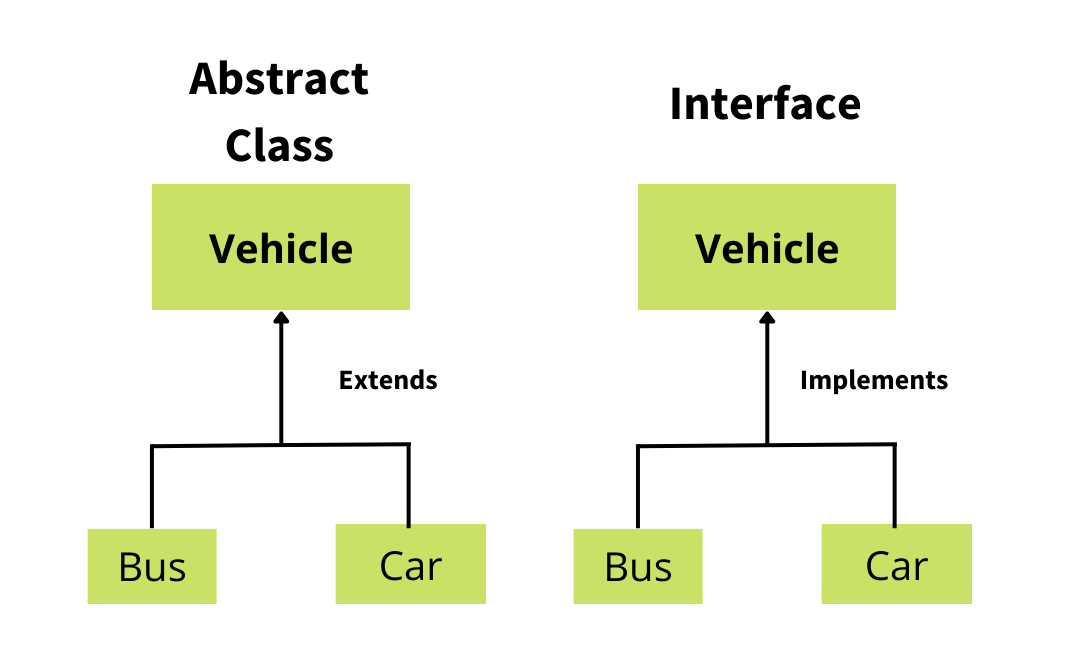 Abstract
Class
Vehicle
Extends
Bus
Car
Interface
Vehicle
Implements
Bus
Car